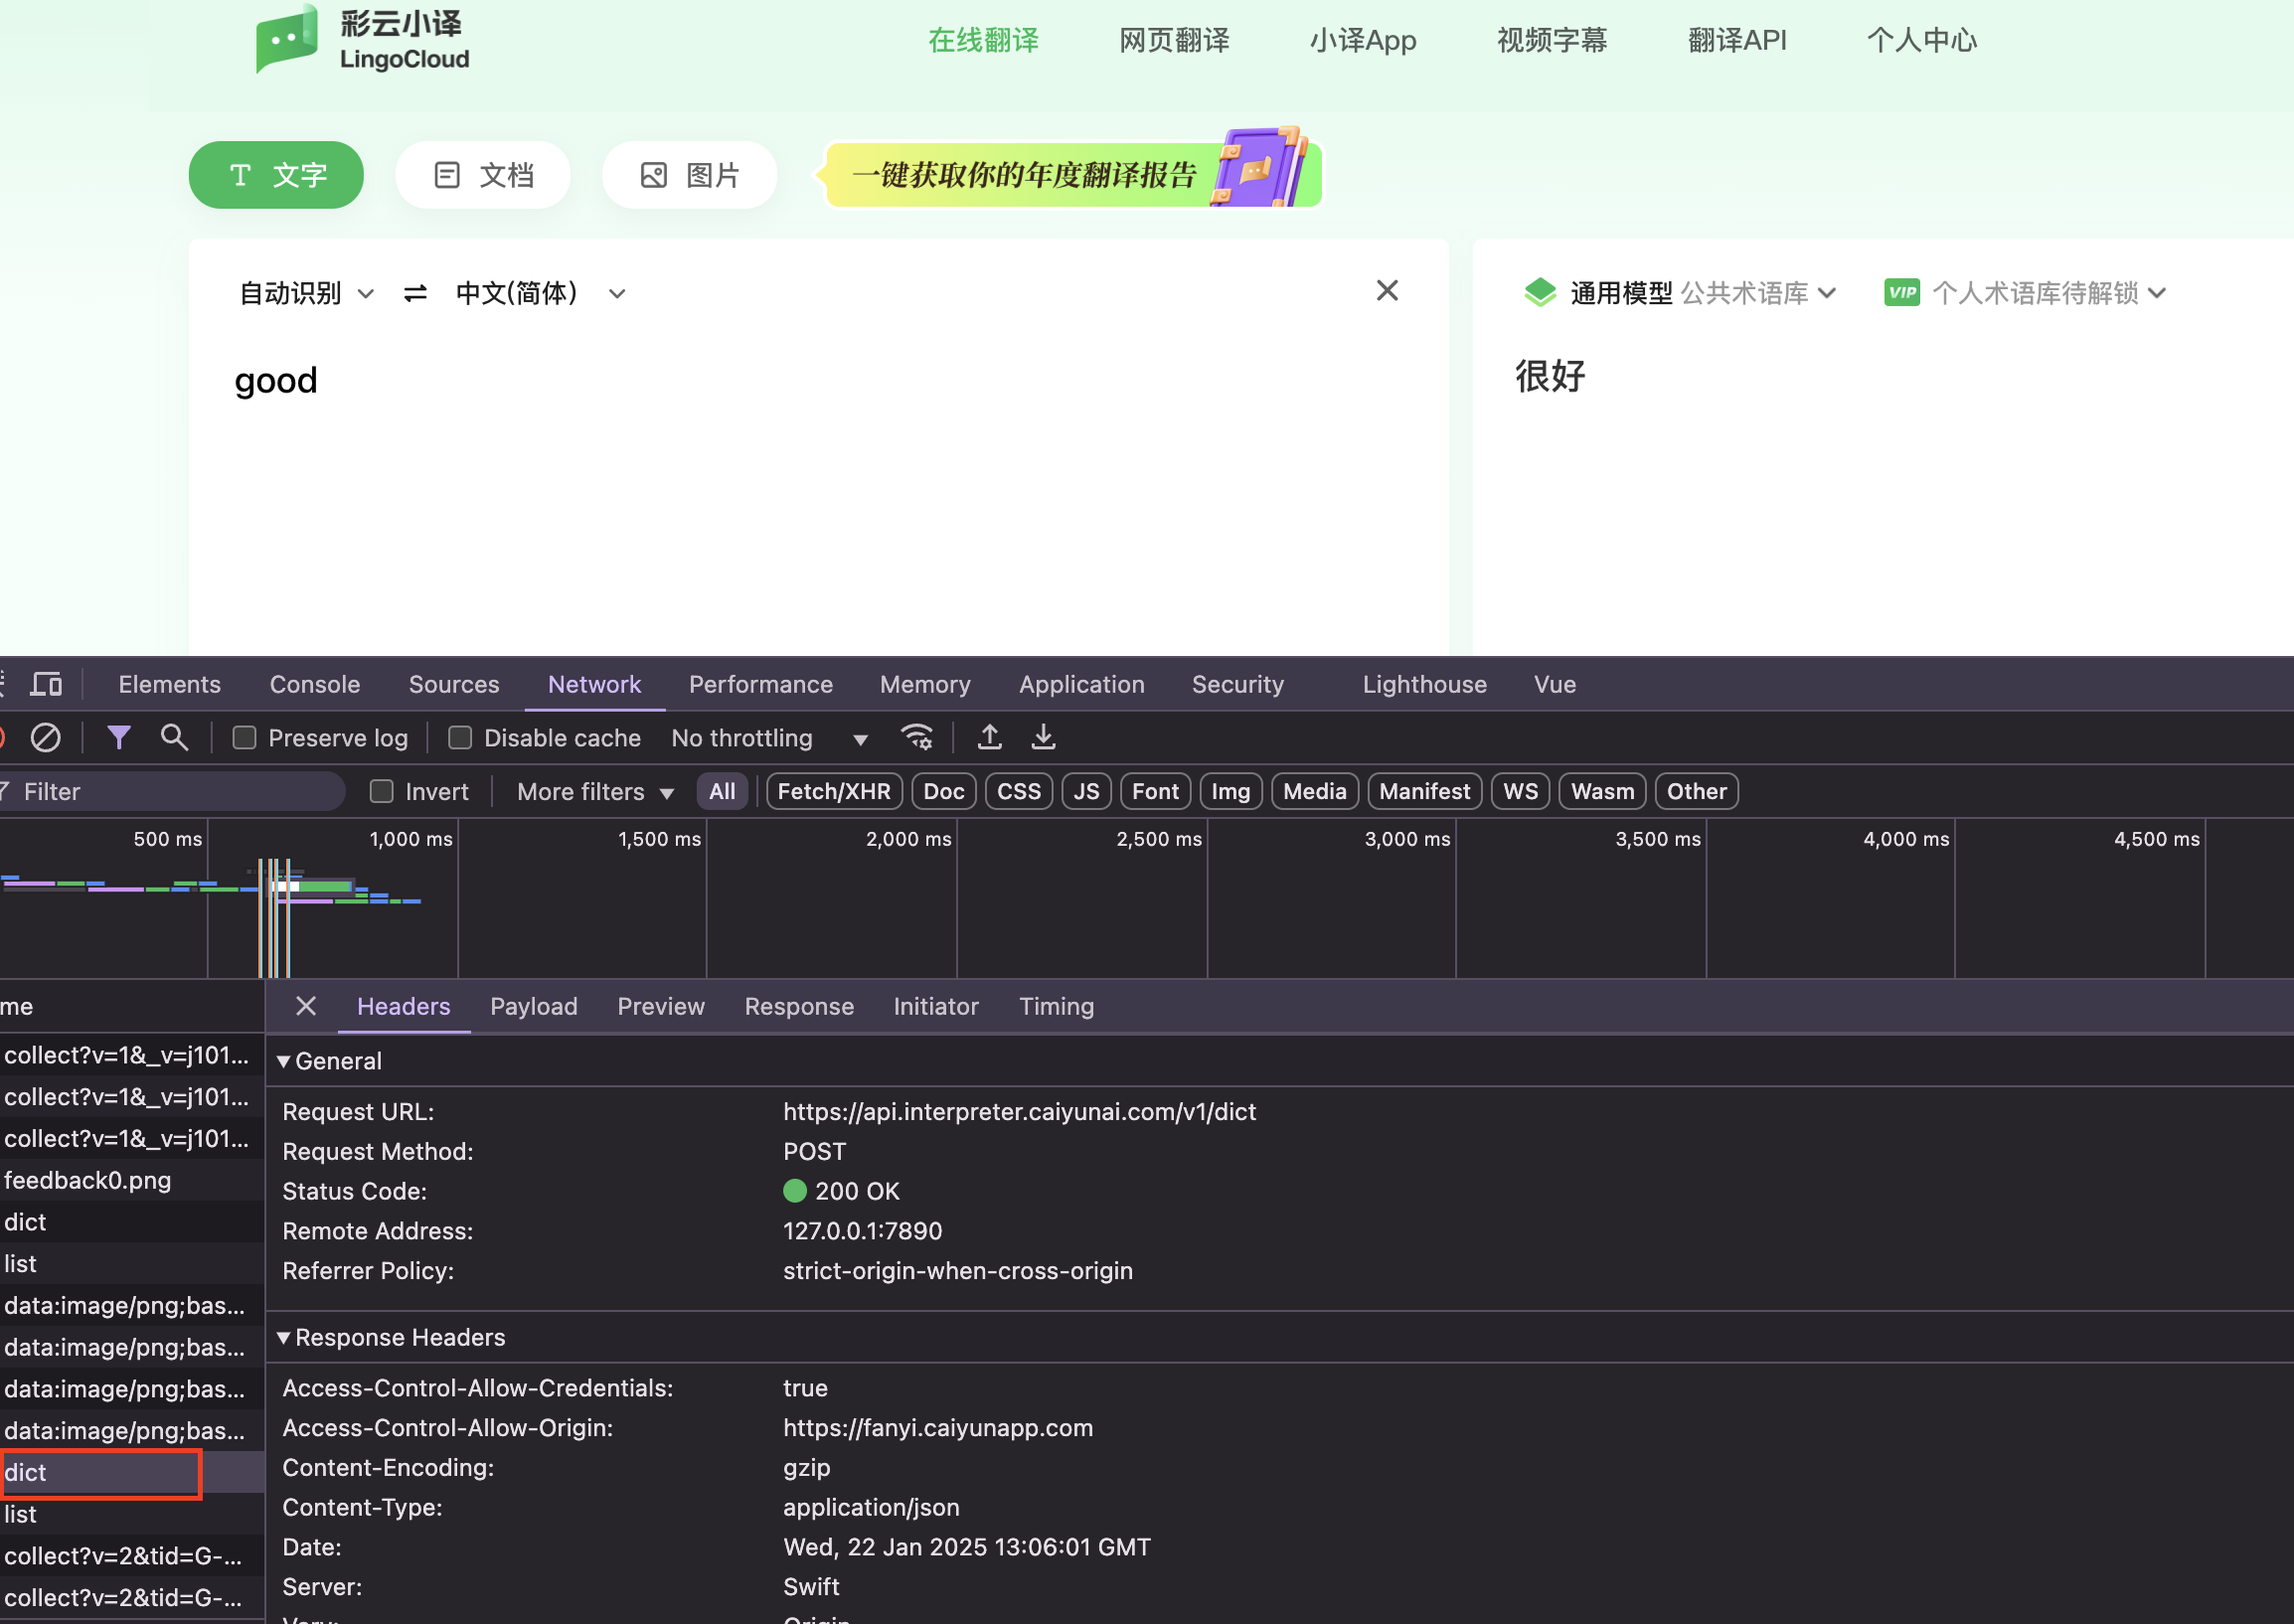 彩云小译
LingoCloud
在线翻译 网页翻译 小译App 视频字幕 翻译API 个人中心
文字 文档 图片 一键获取你的年度翻译报告
自动识别 中文(简体) 通用模型 公共术语库 VIP 个人术语库待解锁
good 很好
Elements Console Sources Network Performance Memory Application Security Lighthouse Vue
Preserve log Disable cache No throttling
Filter Invert More filters All Fetch/XHR Doc CSS JS Font Img Media Manifest WS Wasm Other
500 ms 1,000 ms 1,500 ms 2,000 ms 2,500 ms 3,000 ms 3,500 ms 4,000 ms 4,500 ms
me
collect?v=1&_v=j101...
collect?v=1&_v=j101...
collect?v=1&_v=j101...
feedback0.png
dict
list
data:image/png;bas...
data:image/png;bas...
data:image/png;bas...
data:image/png;bas...
dict
list
collect?v=2&tid=G-...
collect?v=2&tid=G-...
Headers Payload Preview Response Initiator Timing
General
Request URL: https://api.interpreter.caiyunai.com/v1/dict
Request Method: POST
Status Code: 200 OK
Remote Address: 127.0.0.1:7890
Referrer Policy: strict-origin-when-cross-origin
Response Headers
Access-Control-Allow-Credentials: true
Access-Control-Allow-Origin: https://fanyi.caiyunapp.com
Content-Encoding: gzip
Content-Type: application/json
Date: Wed, 22 Jan 2025 13:06:01 GMT
Server: Swift
Vary: Origin